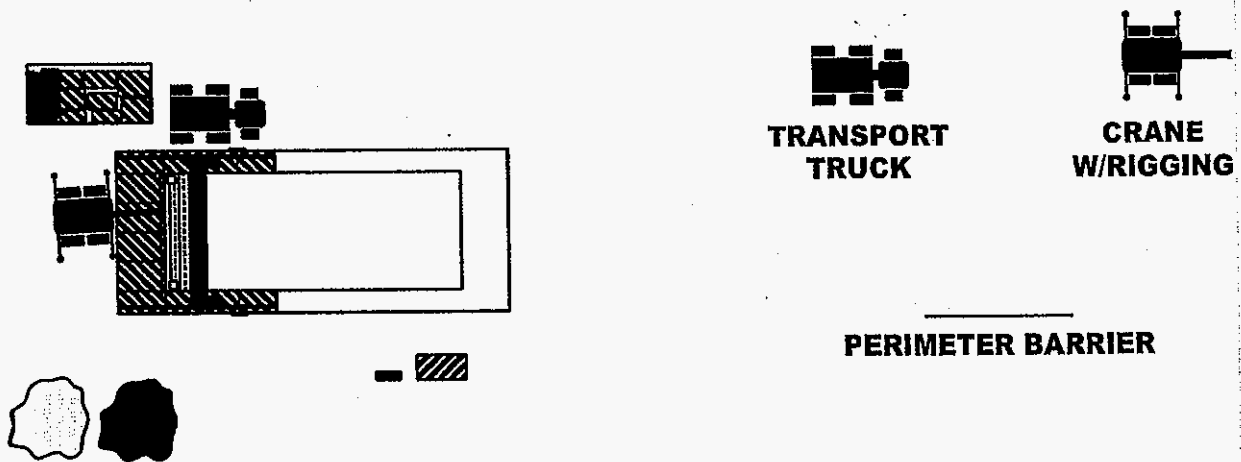 TRANSPORT
TRUCK
CRANE
W/RIGGING
PERIMETER BARRIER